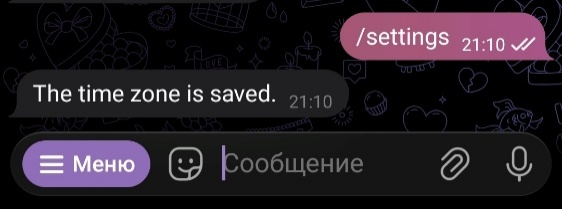 /settings 21:10
The time zone is saved. 21:10
Меню Сообщение